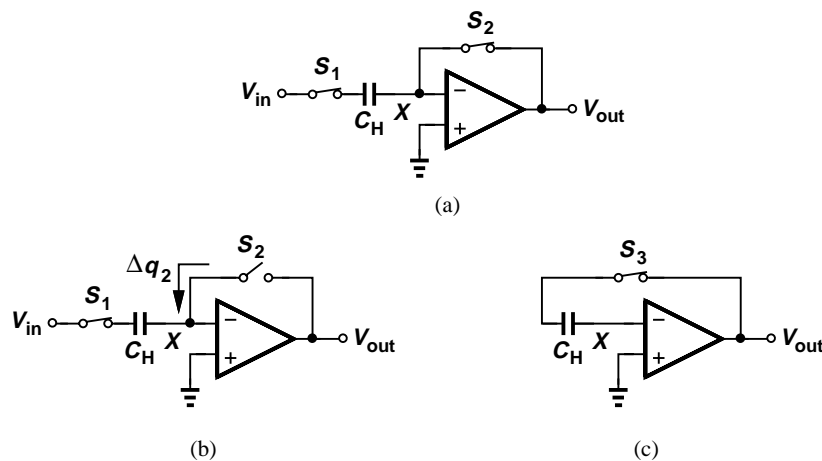 S2
S1
Vin
CH
X
−
+
Vout
(a)
Δq2
S2
S1
Vin
CH
X
−
+
Vout
(b)
S3
CH
X
−
+
Vout
(c)